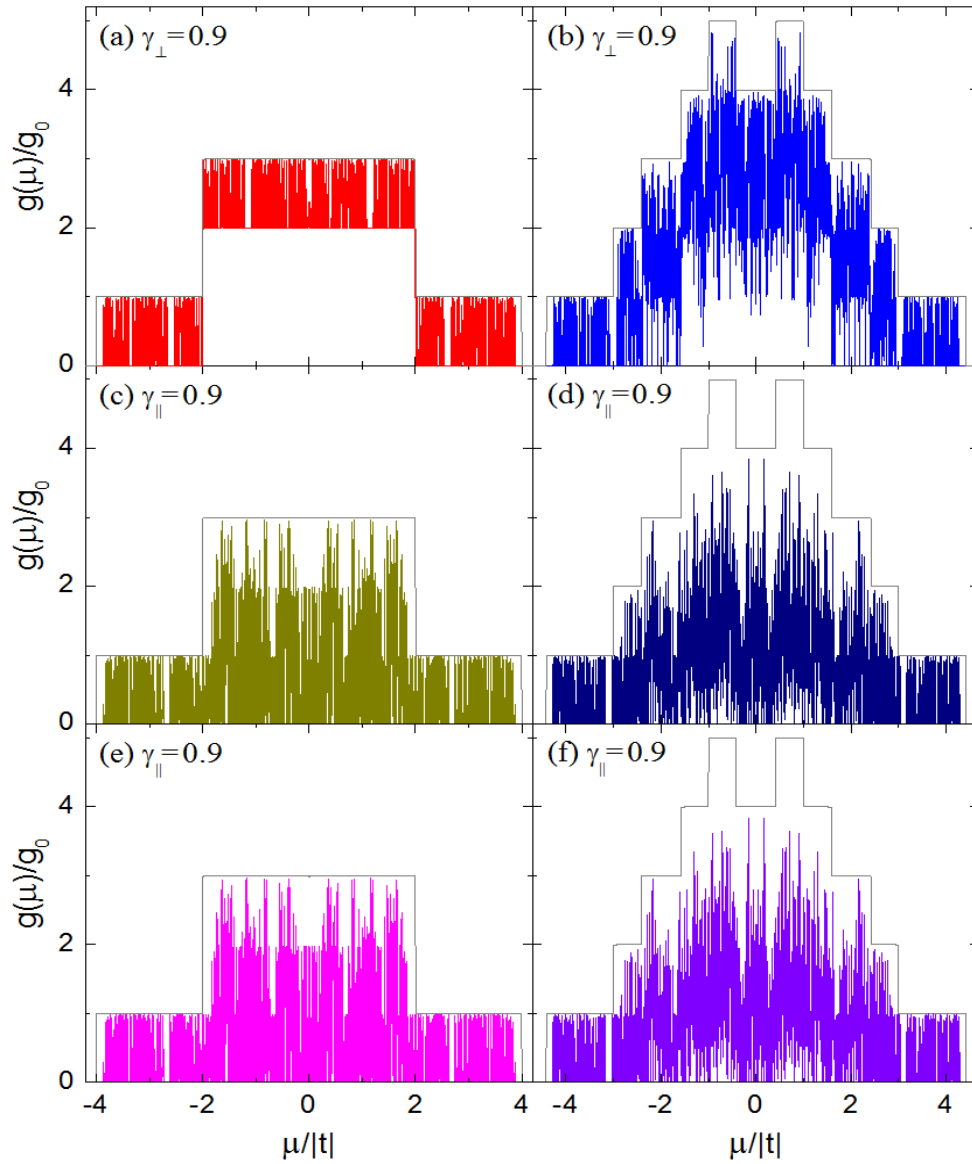 (a) γ⊥=0.9
(b) γ⊥=0.9
4
2
0
g(μ)/g₀
(c) γ||=0.9
(d) γ||=0.9
4
2
0
g(μ)/g₀
(e) γ||=0.9
(f) γ||=0.9
4
2
0
g(μ)/g₀
-4 -2 0 2 4
-4 -2 0 2 4
μ/|t|
μ/|t|